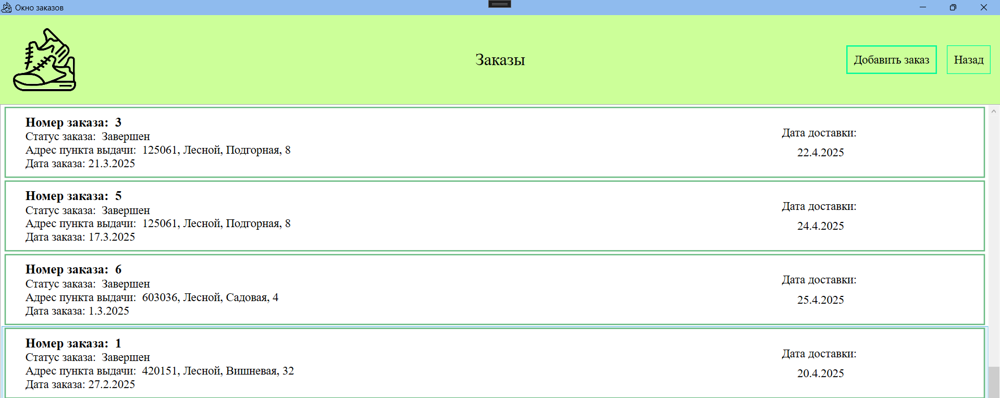 Окно заказов
Заказы
Добавить заказ
Назад
Номер заказа: 3
Статус заказа: Завершен
Адрес пункта выдачи: 125061, Лесной, Подгорная, 8
Дата заказа: 21.3.2025
Дата доставки:
22.4.2025
Номер заказа: 5
Статус заказа: Завершен
Адрес пункта выдачи: 125061, Лесной, Подгорная, 8
Дата заказа: 17.3.2025
Дата доставки:
24.4.2025
Номер заказа: 6
Статус заказа: Завершен
Адрес пункта выдачи: 603036, Лесной, Садовая, 4
Дата заказа: 1.3.2025
Дата доставки:
25.4.2025
Номер заказа: 1
Статус заказа: Завершен
Адрес пункта выдачи: 420151, Лесной, Вишневая, 32
Дата заказа: 27.2.2025
Дата доставки:
20.4.2025